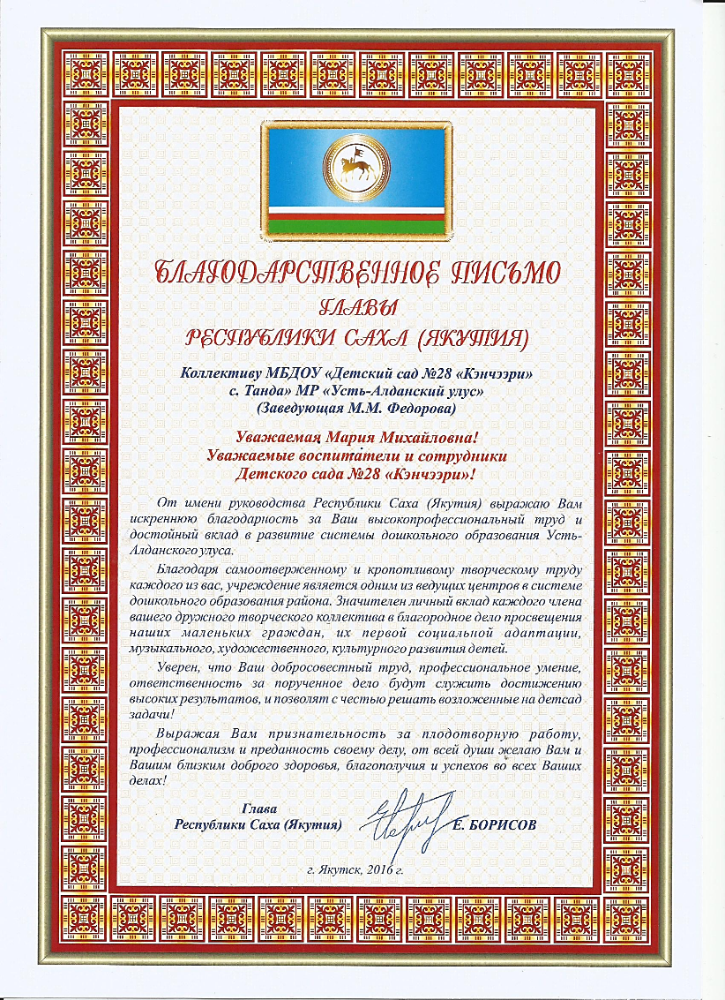 БЛАГОДАРСТВЕННОЕ ПИСЬМО
ГЛАВЫ
РЕСПУБЛИКИ САХА (ЯКУТИЯ)
Коллективу МБДОУ «Детский сад №28 «Кэнчээри»
с. Танда» МР «Усть-Алданский улус»
(Заведующая М.М. Федорова)
Уважаемая Мария Михайловна!
Уважаемые воспитатели и сотрудники
Детского сада №28 «Кэнчээри»!
От имени руководства Республики Саха (Якутия) выражаю Вам
искреннюю благодарность за Ваш высокопрофессиональный труд и
достойный вклад в развитие системы дошкольного образования Усть-
Алданского улуса.
Благодаря самоотверженному и кропотливому творческому труду
каждого из вас, учреждение является одним из ведущих центров в системе
дошкольного образования района. Значителен личный вклад каждого члена
вашего дружного творческого коллектива в благородное дело просвещения
наших маленьких граждан, их первой социальной адаптации,
музыкального, художественного, культурного развития детей.
Уверен, что Ваш добросовестный труд, профессиональное умение,
ответственность за порученное дело будут служить достижению
высоких результатов, и позволят с честью решать возложенные на детсад
задачи!
Выражая Вам признательность за плодотворную работу,
профессионализм и преданность своему делу, от всей души желаю Вам и
Вашим близким доброго здоровья, благополучия и успехов во всех Ваших
делах!
Глава
Республики Саха (Якутия) Е. БОРИСОВ
г. Якутск, 2016 г.